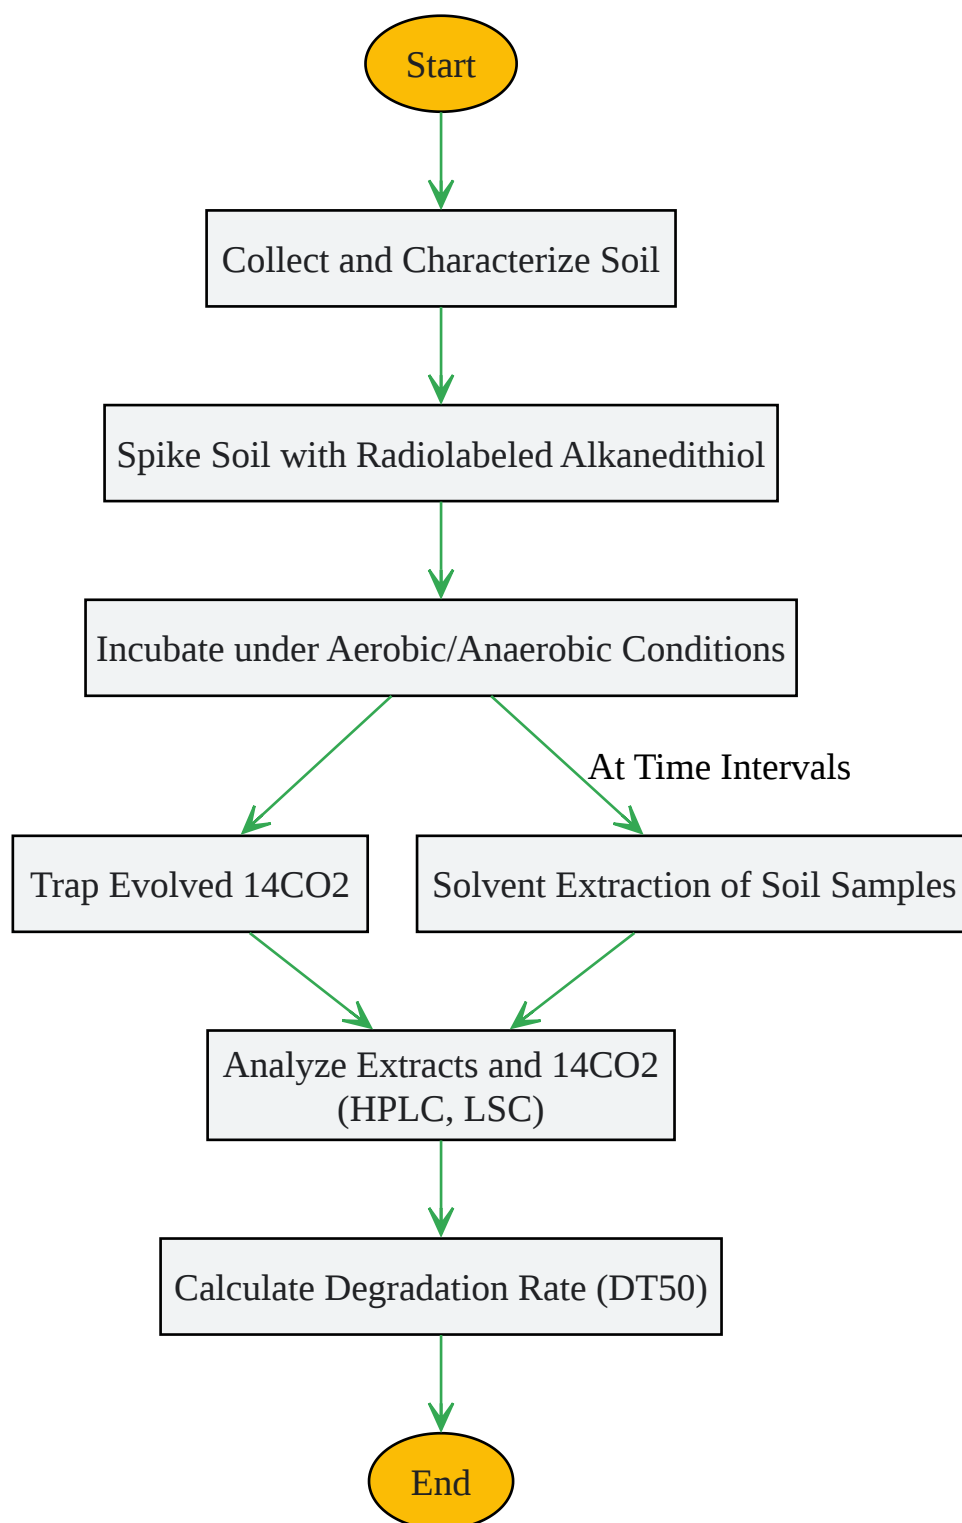 Start
Collect and Characterize Soil
Spike Soil with Radiolabeled Alkanedithiol
Incubate under Aerobic/Anaerobic Conditions
At Time Intervals
Trap Evolved 14CO2
Solvent Extraction of Soil Samples
Analyze Extracts and 14CO2
(HPLC, LSC)
Calculate Degradation Rate (DT50)
End